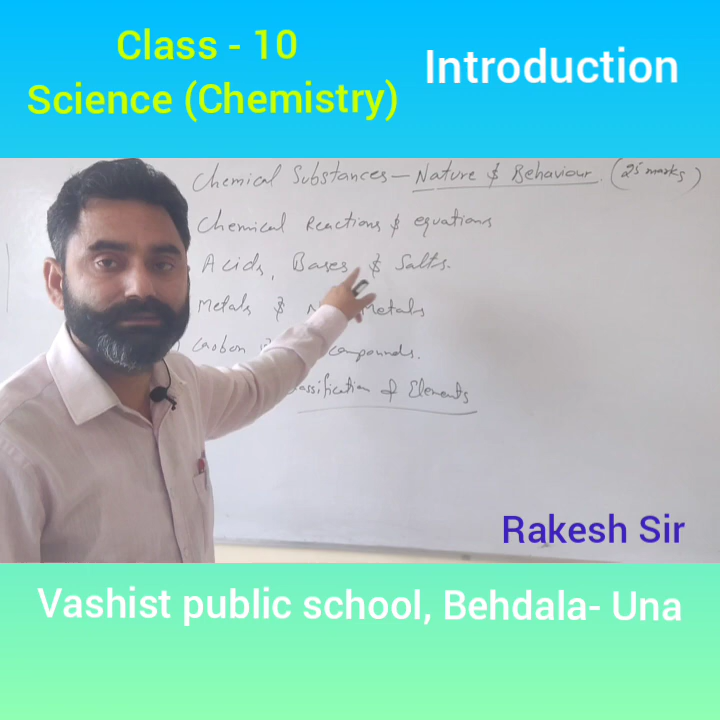 Class - 10
Science (Chemistry)
Introduction
Chemical Substances - Nature & Behaviour. (25 marks)
Chemical Reactions & equations
Acids, Bases & Salts.
Metals & Metals
Carbon compounds.
lassification of Elements
Rakesh Sir
Vashist public school, Behdala- Una